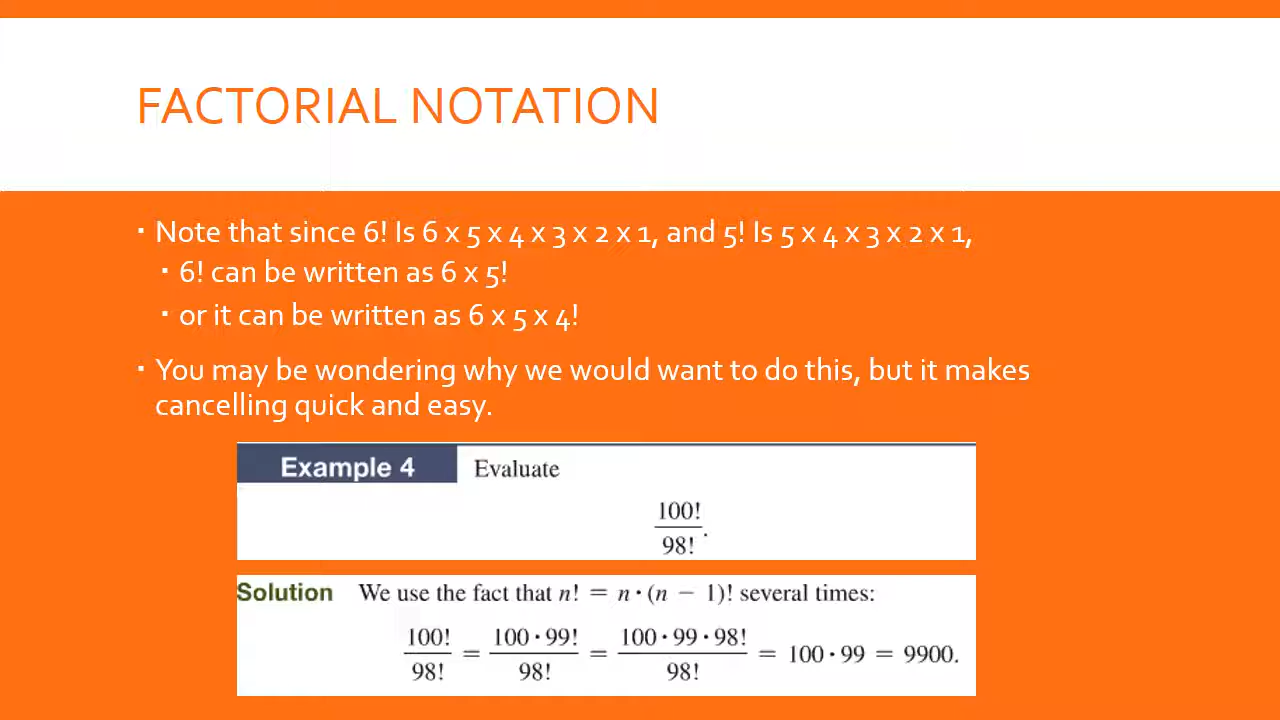 FACTORIAL NOTATION
▪ Note that since 6! Is 6 x 5 x 4 x 3 x 2 x 1, and 5! Is 5 x 4 x 3 x 2 x 1,
▪ 6! can be written as 6 x 5!
▪ or it can be written as 6 x 5 x 4!
▪ You may be wondering why we would want to do this, but it makes
cancelling quick and easy.
Example 4 Evaluate
100!/98!.
Solution We use the fact that n! = n · (n − 1)! several times:
100!/98! = 100 · 99!/98! = 100 · 99 · 98!/98! = 100 · 99 = 9900.